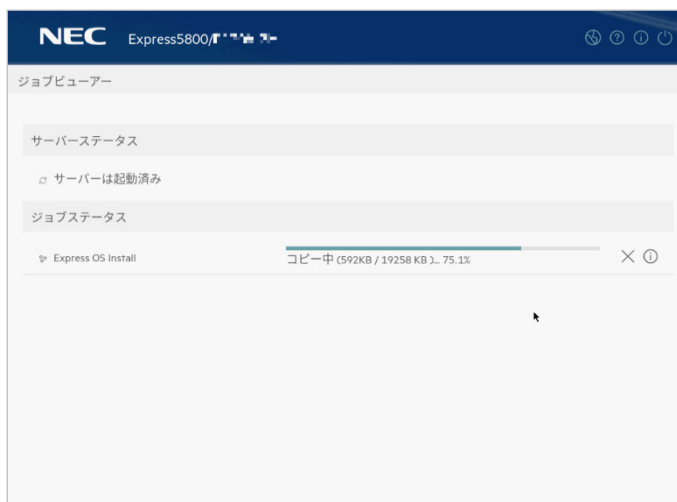 NEC Express5800/
ジョブビューアー
サーバーステータス
サーバーは起動済み
ジョブステータス
Express OS Install
コピー中 (592KB / 19258 KB )... 75.1%